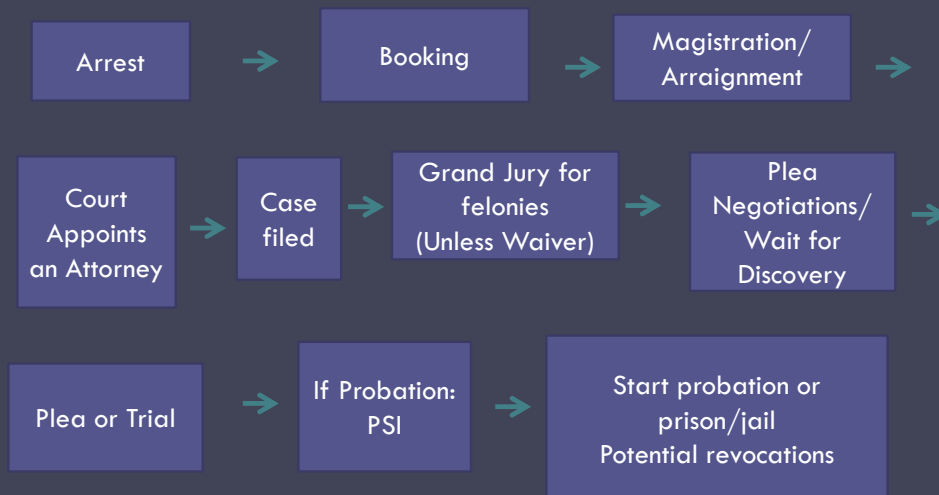 Arrest
Booking
Magistration/
Arraignment
Court
Appoints
an Attorney
Case
filed
Grand Jury for
felonies
(Unless Waiver)
Plea
Negotiations/
Wait for
Discovery
Plea or Trial
If Probation:
PSI
Start probation or
prison/jail
Potential revocations